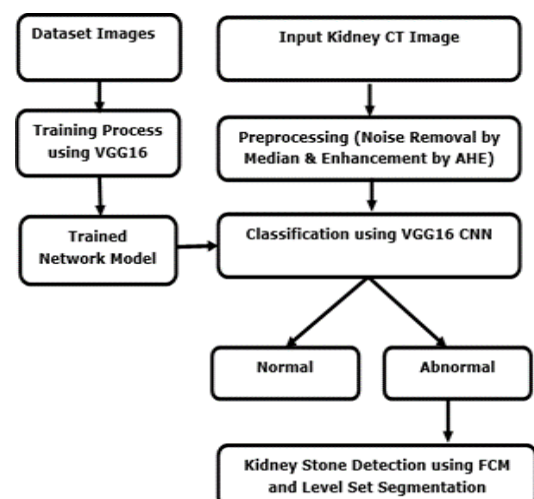 Dataset Images
Input Kidney CT Image
Training Process
using VGG16
Preprocessing (Noise Removal by
Median & Enhancement by AHE)
Trained
Network Model
Classification using VGG16 CNN
Normal
Abnormal
Kidney Stone Detection using FCM
and Level Set Segmentation